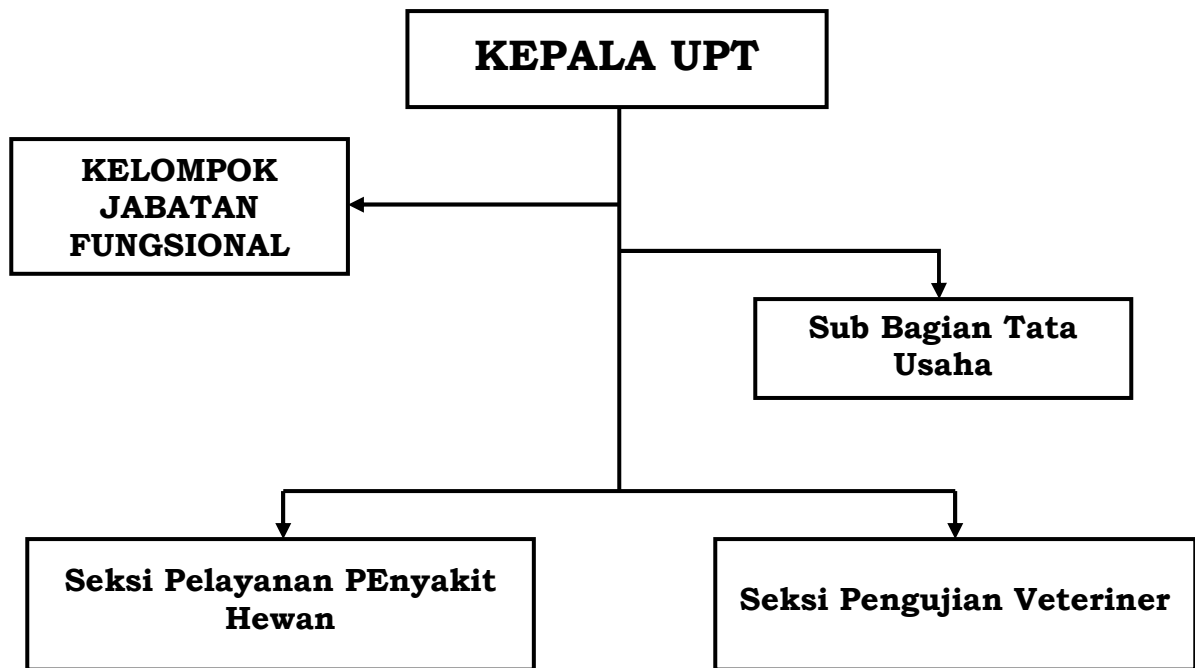 KEPALA UPT
KELOMPOK
JABATAN
FUNGSIONAL
Sub Bagian Tata
Usaha
Seksi Pelayanan PEnyakit
Hewan
Seksi Pengujian Veteriner